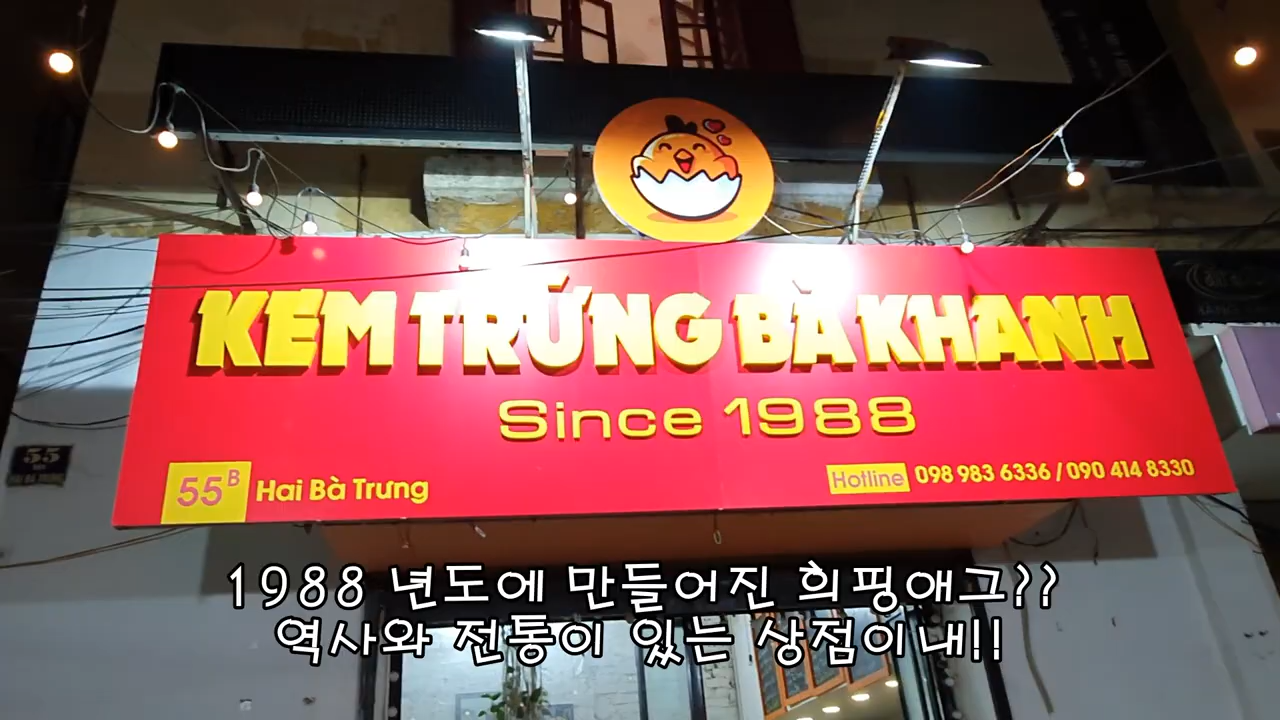 KEM TRỨNG BÀ KHANH
Since 1988
55B Hai Bà Trưng
Hotline 098 983 6336 / 090 414 8330
55
1988 년도에 만들어진 희핑애그??
역사와 전통이 있는 상점이내!!